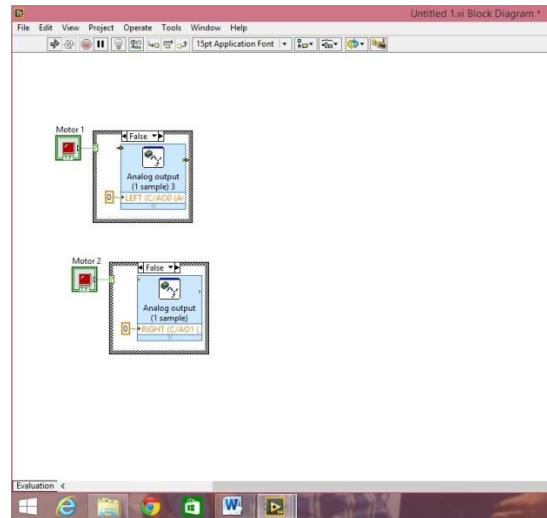 Untitled 1.vi Block Diagram *
File Edit View Project Operate Tools Window Help
15pt Application Font
Motor 1
False
Analog output
(1 sample) 3
0
LEFT (C/AO0 (A
Motor 2
False
Analog output
(1 sample)
0
RIGHT (C/AO1 (
Evaluation